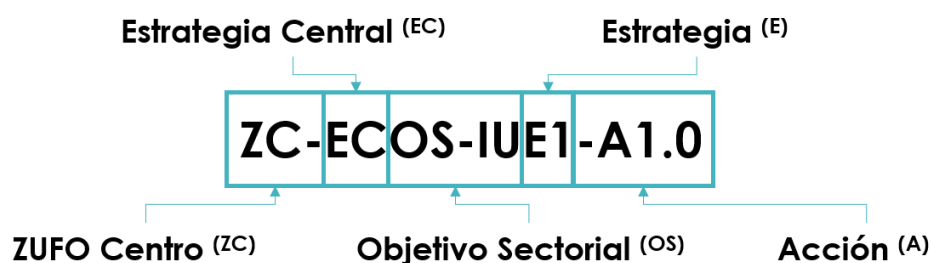 Estrategia Central (EC) Estrategia (E)
ZC-ECOS-IUE1-A1.0
ZUFO Centro (ZC) Objetivo Sectorial (OS) Acción (A)